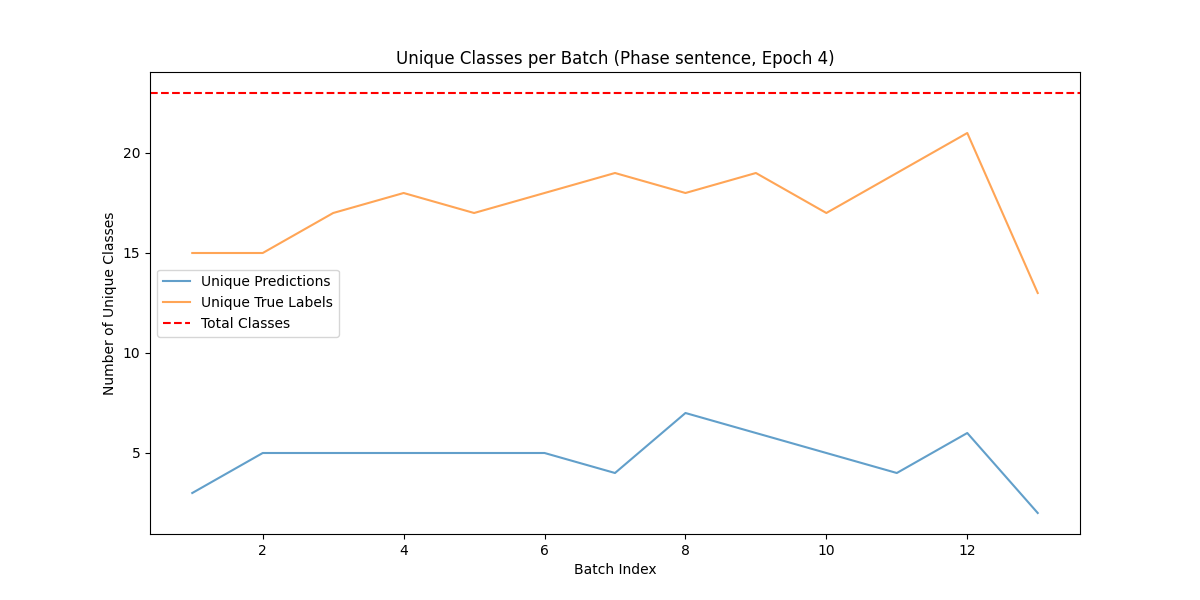 Unique Classes per Batch (Phase sentence, Epoch 4)
Number of Unique Classes
20
15
10
5
Unique Predictions
Unique True Labels
Total Classes
2
4
6
8
10
12
Batch Index